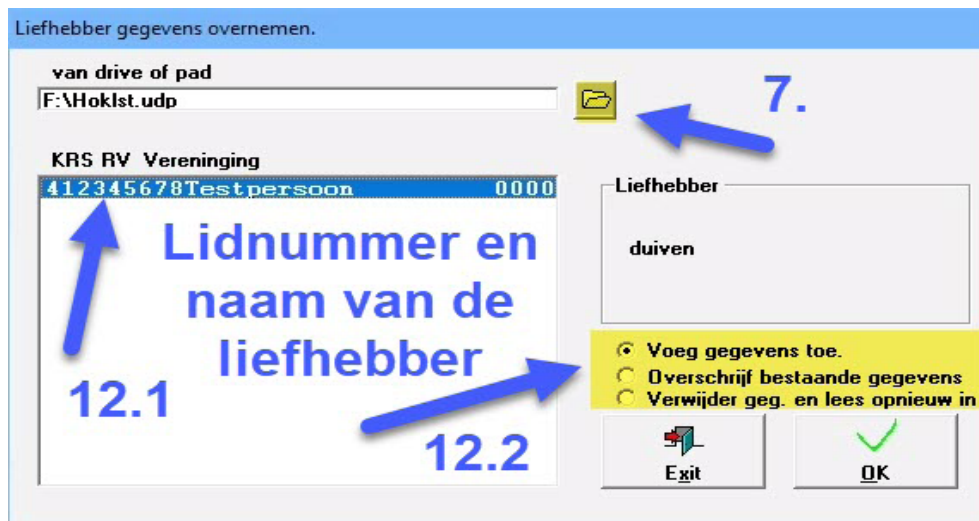 Liefhebber gegevens overnemen.
van drive of pad
F:\Hoklst.udp
7.
KRS RV Vereninging
412345678Testpersoon 0000
Lidnummer en
naam van de
liefhebber
12.1
12.2
Liefhebber
duiven
Voeg gegevens toe.
Overschrijf bestaande gegevens
Verwijder geg. en lees opnieuw in
Exit
OK